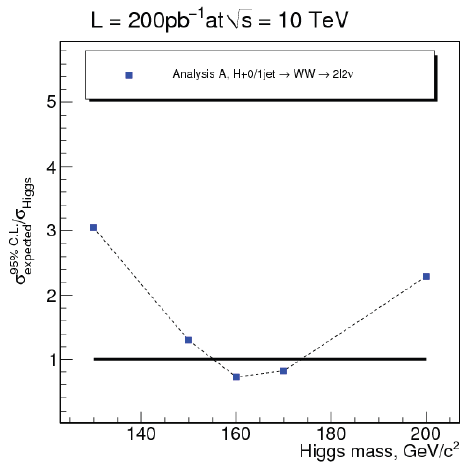 L = 200pb⁻¹at√s = 10 TeV
Analysis A, H+0/1jet → WW → 2l2ν
5
4
3
2
1
σ^95% C.L._expected/σ_Higgs
140 160 180 200
Higgs mass, GeV/c²